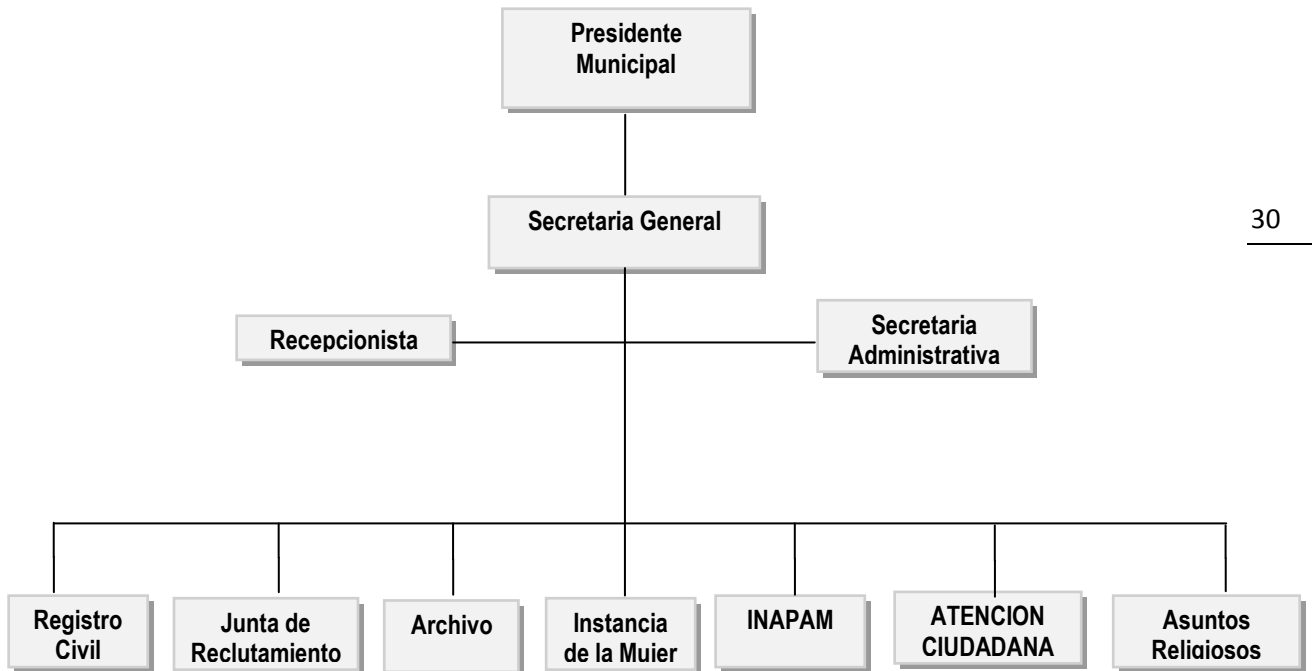 Presidente
Municipal
Secretaria General
30
Recepcionista
Secretaria
Administrativa
Registro
Civil
Junta de
Reclutamiento
Archivo
Instancia
de la Mujer
INAPAM
ATENCION
CIUDADANA
Asuntos
Religiosos